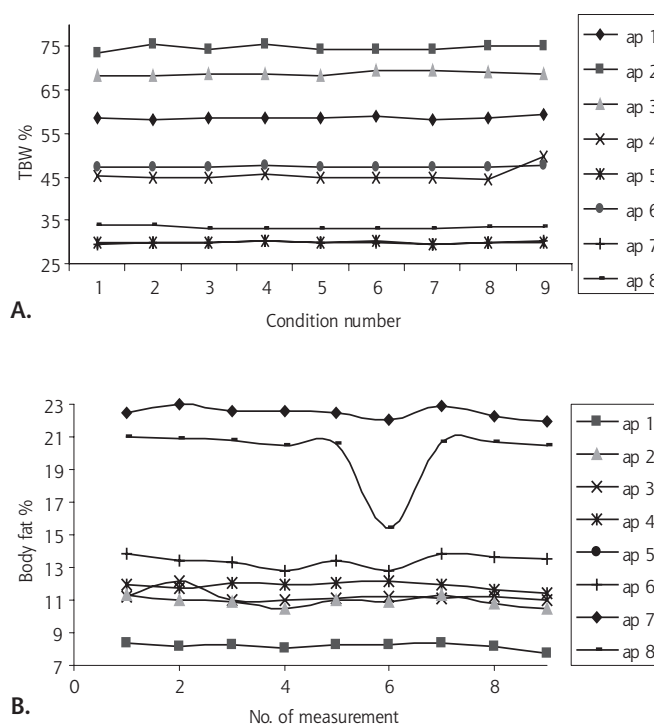 75
65
55
45
35
25
TBW %
1 2 3 4 5 6 7 8 9
Condition number
ap 1
ap 2
ap 3
ap 4
ap 5
ap 6
ap 7
ap 8
A.
23
21
19
17
15
13
11
9
7
Body fat %
0 2 4 6 8
No. of measurement
ap 1
ap 2
ap 3
ap 4
ap 5
ap 6
ap 7
ap 8
B.